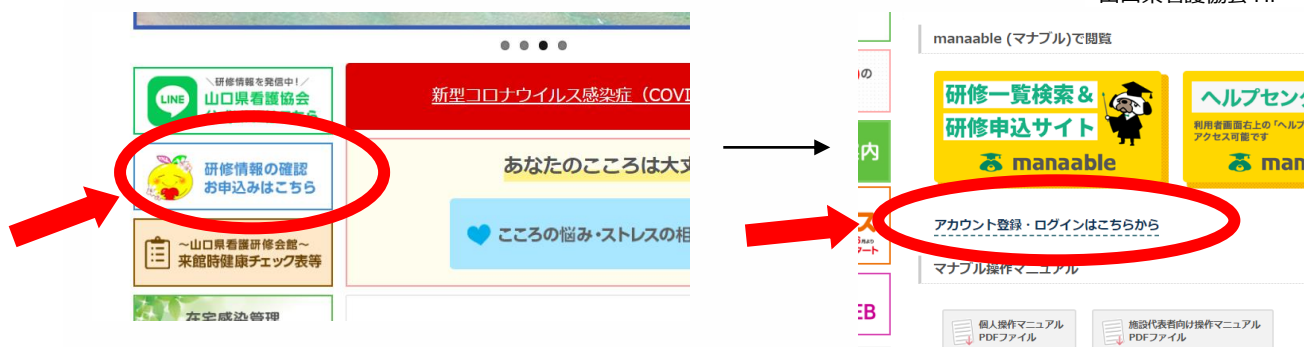 ＼研修情報を発信中！／
LINE
山口県看護協会
新型コロナウイルス感染症（COVI
研修情報の確認
お申込みはこちら
あなたのこころは大丈
こころの悩み・ストレスの相
～山口県看護研修会館～
来館時健康チェック表等
在宅感染管理
manaable (マナブル)で閲覧
の
研修一覧検索＆
研修申込サイト
manaable
ヘルプセン
利用者画面右上の「ヘルプ
アクセス可能です
man
内
ス
アカウント登録・ログインはこちらから
マナブル操作マニュアル
EB
個人操作マニュアル
PDFファイル
施設代表者向け操作マニュアル
PDFファイル